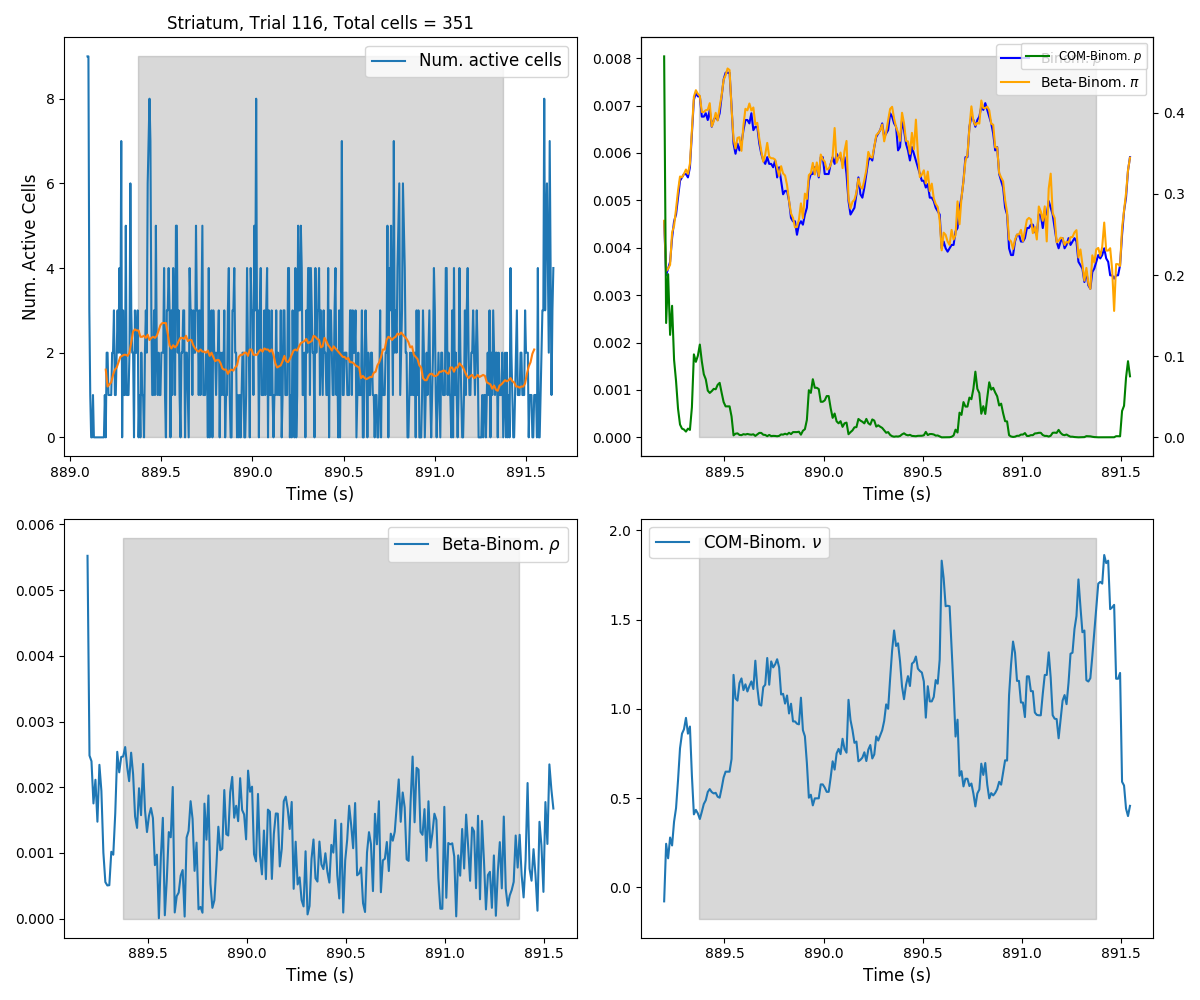 Striatum, Trial 116, Total cells = 351
Num. active cells
Num. Active Cells
8
6
4
2
0
889.0 889.5 890.0 890.5 891.0 891.5
Time (s)
COM-Binom. p
Beta-Binom. π
0.008
0.007
0.006
0.005
0.004
0.003
0.002
0.001
0.000
0.4
0.3
0.2
0.1
0.0
889.5 890.0 890.5 891.0 891.5
Time (s)
Beta-Binom. ρ
0.006
0.005
0.004
0.003
0.002
0.001
0.000
889.5 890.0 890.5 891.0 891.5
Time (s)
COM-Binom. ν
2.0
1.5
1.0
0.5
0.0
889.5 890.0 890.5 891.0 891.5
Time (s)